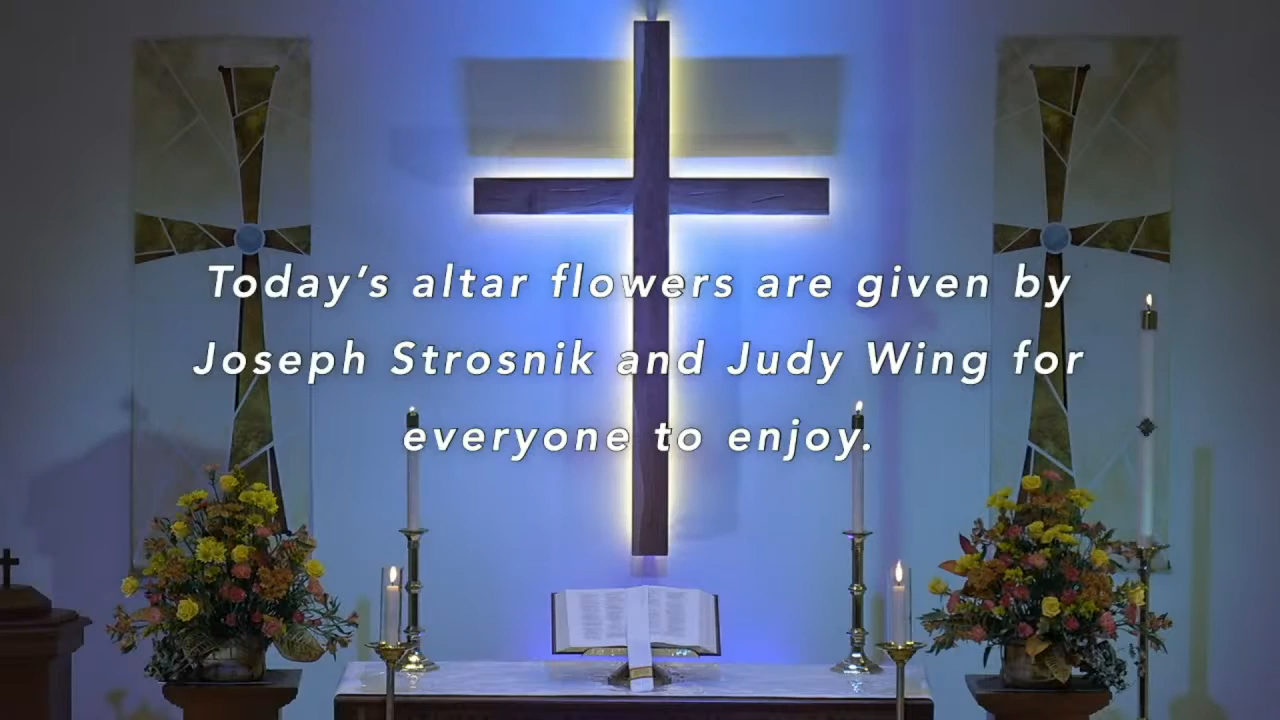 Today’s altar flowers are given by
Joseph Strosnik and Judy Wing for
everyone to enjoy.